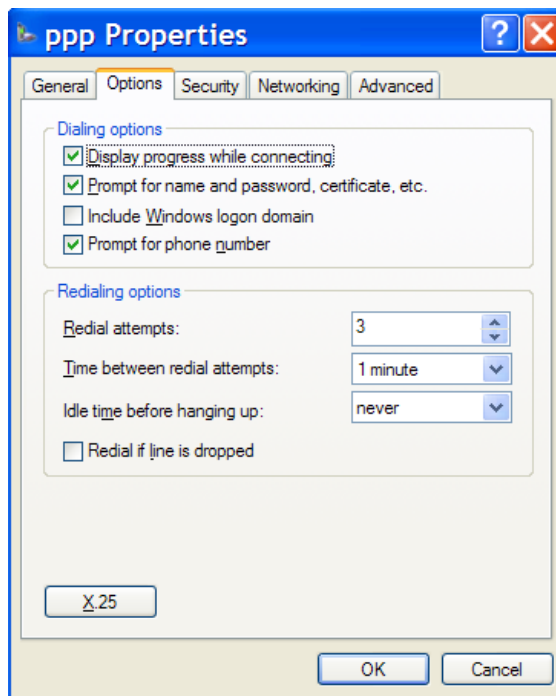 ppp Properties
General Options Security Networking Advanced
Dialing options
Display progress while connecting
Prompt for name and password, certificate, etc.
Include Windows logon domain
Prompt for phone number
Redialing options
Redial attempts: 3
Time between redial attempts: 1 minute
Idle time before hanging up: never
Redial if line is dropped
X.25
OK Cancel